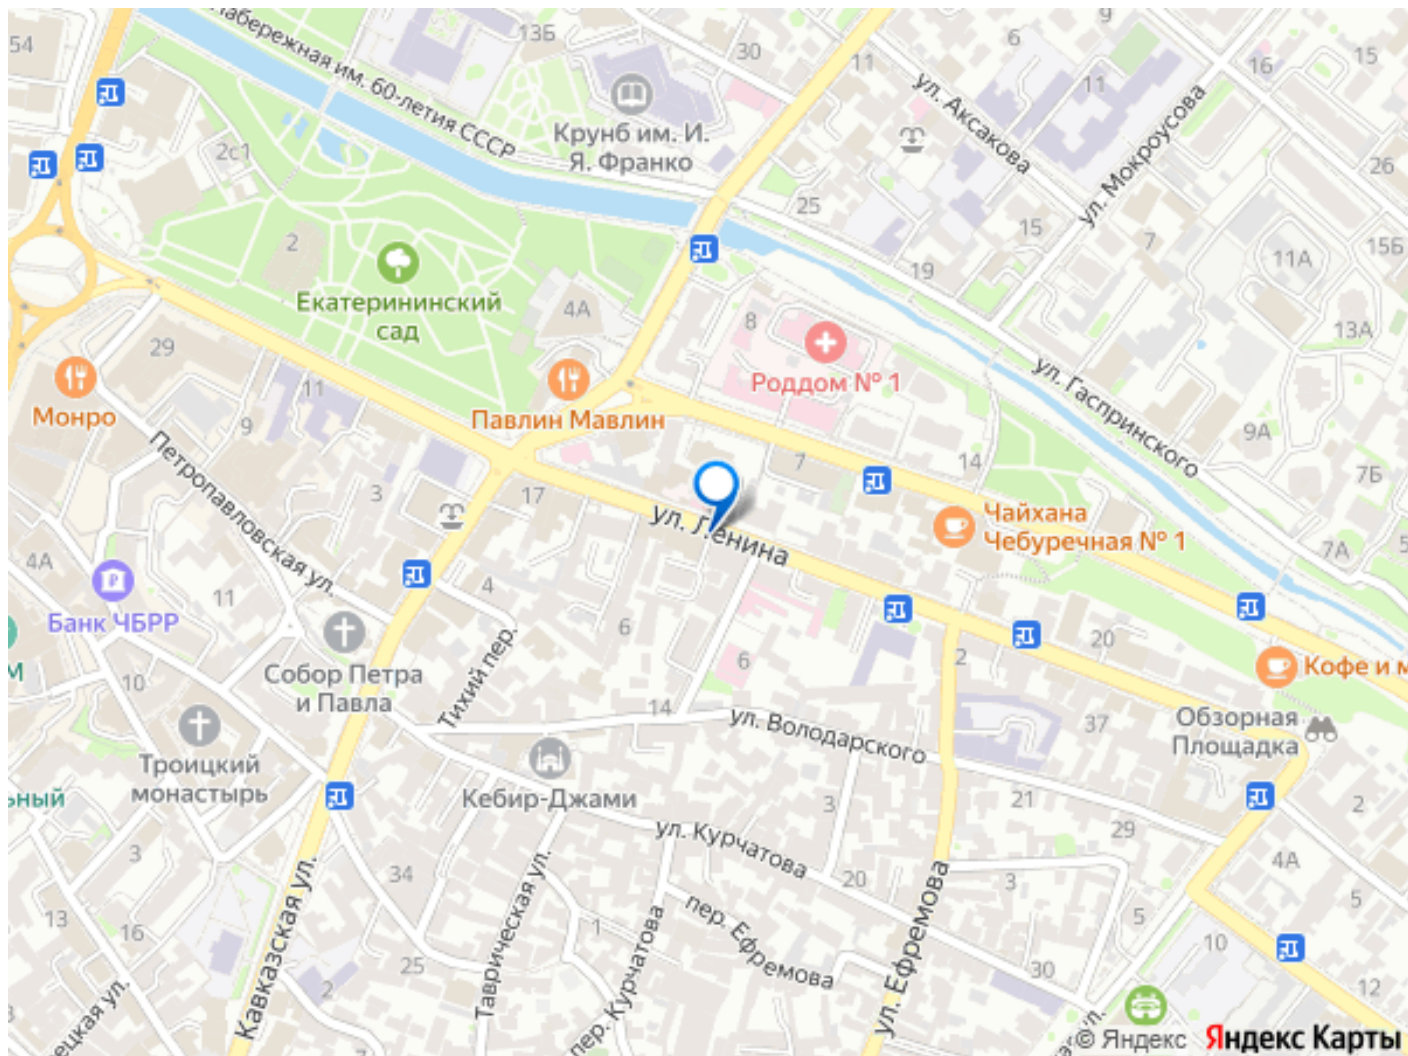 54
Набережная им. 60-летия СССР
13Б
30
11
ул. Аксакова
6
9
11
16
15
ул. Мокроусова
26
Крунб им. И.
Я. Франко
2с1
2
Екатерининский
сад
4А
25
19
15
7
11А
15Б
13А
8
Роддом № 1
ул. Гаспринского
29
11
Монро
9
Павлин Мавлин
9А
7Б
14
7
Петропавловская ул.
3
17
ул. Ленина
Чайхана
Чебуречная № 1
7А
5
4А
Банк ЧБРР
11
4
6
Собор Петра
и Павла
Тихий пер.
6
2
20
Кофе и м
М
10
14
ул. Володарского
37
Обзорная
Площадка
Троицкий
монастырь
Кебир-Джами
ьный
3
21
29
2
3
34
ул. Курчатова
20
3
4А
5
5
13
16
Кавказская ул.
25
2
Таврическая ул.
1
пер. Курчатова
пер. Ефремова
ул. Ефремова
30
10
12
ецкая ул.
ул.
© Яндекс Яндекс Карты